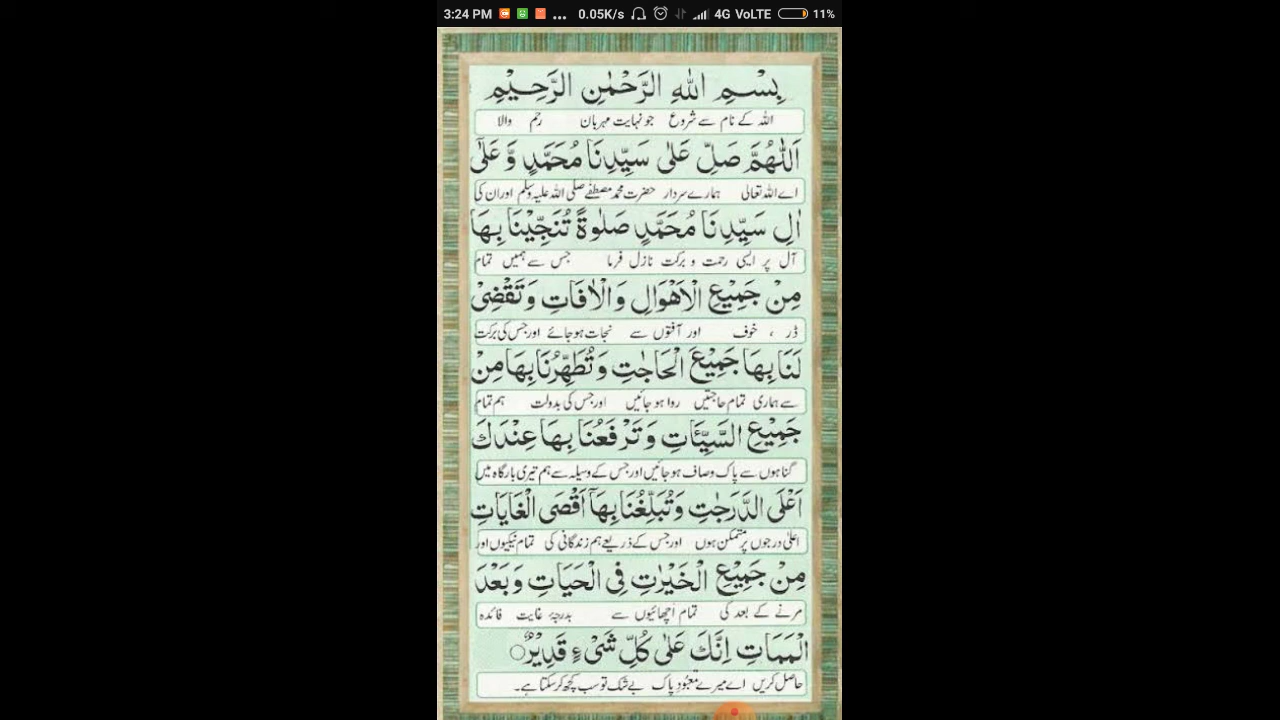 3:24 PM ... 0.05K/s 4G VoLTE 11%
بِسْمِ اللهِ الرَّحْمٰنِ الرَّحِيْمِ
اللہ کے نام سے شروع جو نہایت مہربان رحم والا
اَللّٰهُمَّ صَلِّ عَلٰى سَيِّدِنَا مُحَمَّدٍ وَّ عَلٰٓى
اے اللہ تعالی ہمارے سردار حضرت محمد مصطفےٰ صلی اللہ علیہ وسلم اور ان کی
اٰلِ سَيِّدِنَا مُحَمَّدٍ صَلٰوةً تُنَجِّيْنَا بِهَا
آل پر ایسی رحمت و برکت نازل فرما جس سے ہمیں تمام
مِنْ جَمِيْعِ الْاَهْوَالِ وَالْاٰفَاتِ وَتَقْضِىْ
ڈر ، خوف اور آفتوں سے نجات ہو جائے اور جس کی برکت
لَنَا بِهَا جَمِيْعَ الْحَاجٰتِ وَتُطَهِّرُنَا بِهَا مِنْ
سے ہماری تمام حاجتیں روا ہو جائیں اور جس کی بدولت ہم تمام
جَمِيْعِ السَّيِّئَاتِ وَتَرْفَعُنَا بِهَا عِنْدَكَ
گناہوں سے پاک و صاف ہو جائیں اور جس کے وسیلہ سے ہم تیری بارگاہ میں
اَعْلَى الدَّرَجٰتِ وَتُبَلِّغُنَا بِهَآ اَقْصَى الْغَايَاتِ
اعلیٰ درجوں پر متمکن ہوں اور جس کے ذریعے ہم زندگانی کی تمام نیکیوں اور
مِنْ جَمِيْعِ الْخَيْرٰتِ فِى الْحَيَاتِ وَبَعْدَ
مرنے کے بعد کی تمام اچھائیوں سے بدرجۂ غایت فائدہ
الْمَمَاتِ اِنَّكَ عَلٰى كُلِّ شَىْءٍ قَدِيْرٌ
حاصل کریں اے میرے معبودِ پاک بے شک تو سب کچھ کر سکتا ہے۔